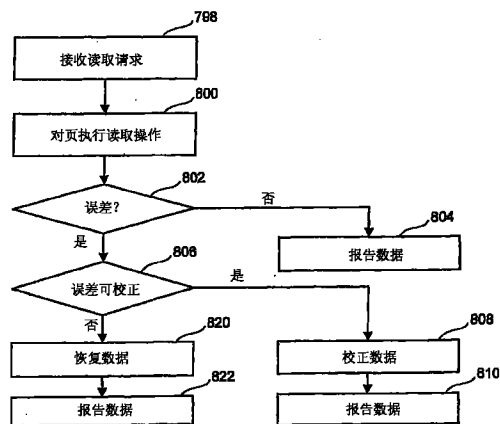 798
接收读取请求
800
对页执行读取操作
802
误差?
否
804
报告数据
是
806
误差可校正
是
否
820
恢复数据
808
校正数据
822
报告数据
810
报告数据